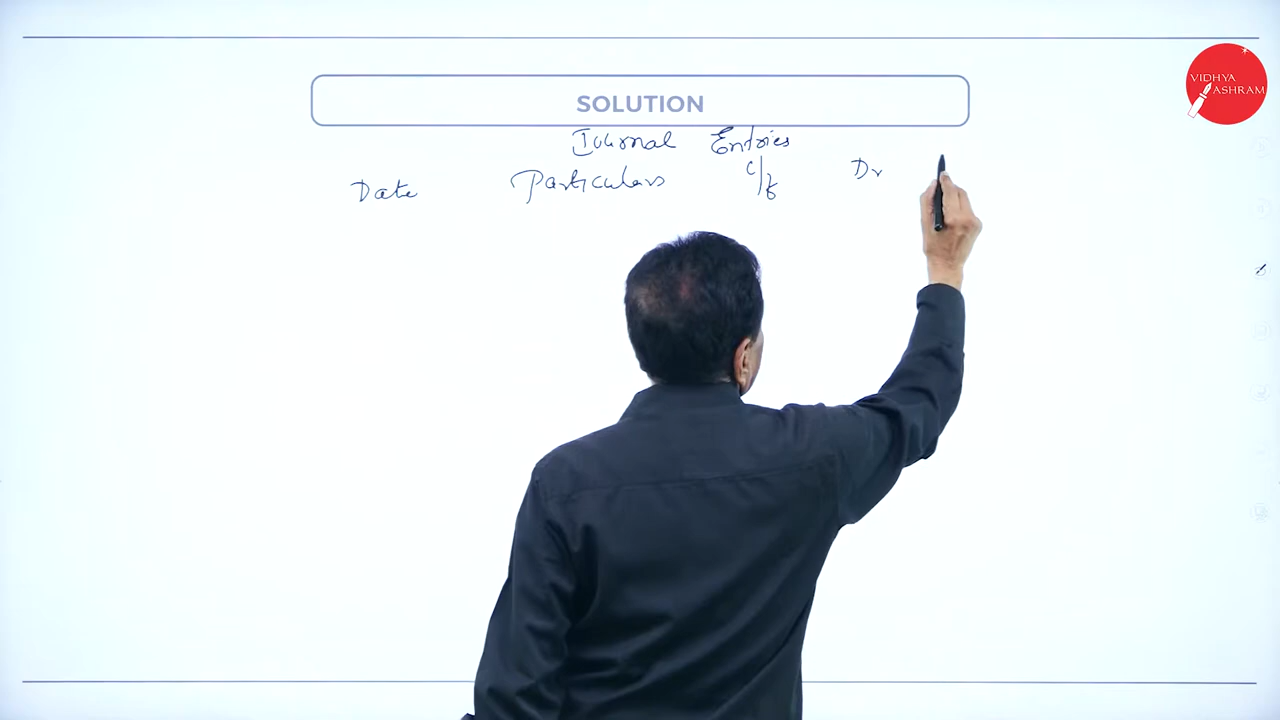 VIDHYA
ASHRAM
SOLUTION
Journal Entries
Date Particulars Dr